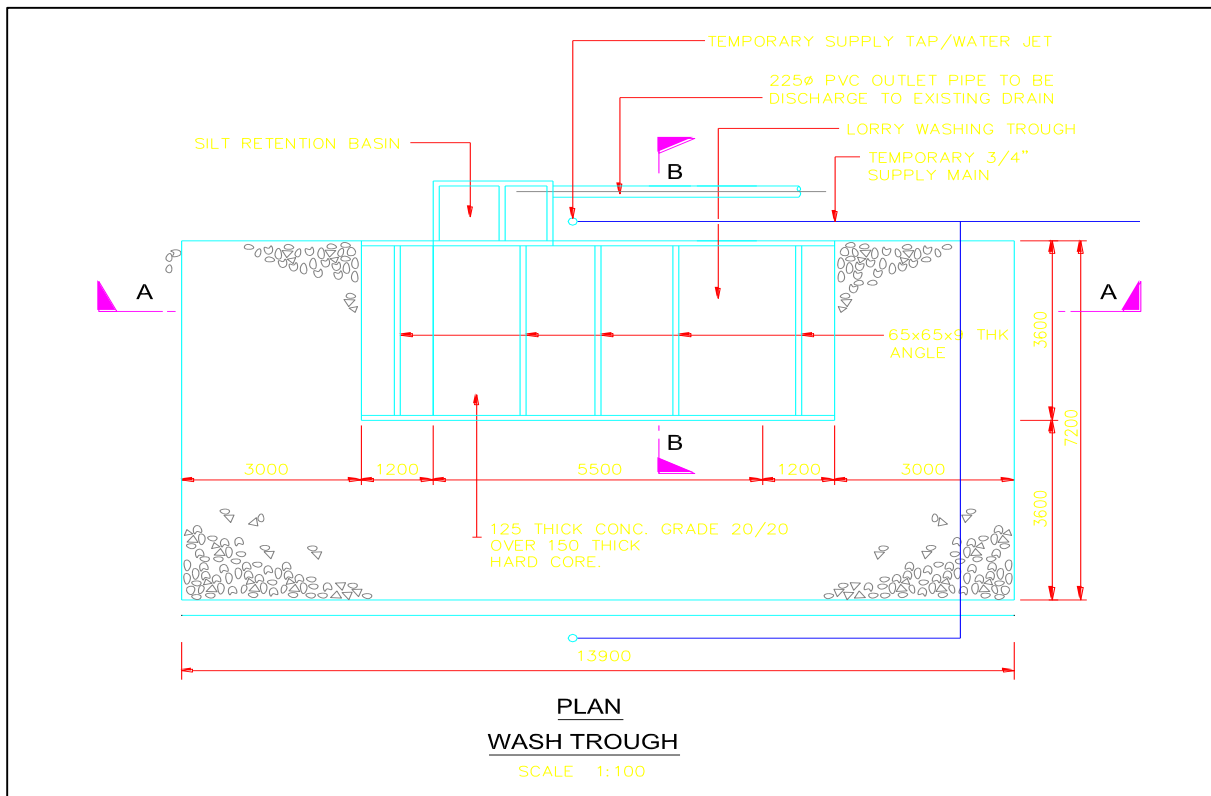 TEMPORARY SUPPLY TAP/WATER JET
225ø PVC OUTLET PIPE TO BE
DISCHARGE TO EXISTING DRAIN
LORRY WASHING TROUGH
SILT RETENTION BASIN
TEMPORARY 3/4"
SUPPLY MAIN
B
A
A
65x65x9 THK
ANGLE
3600
7200
3600
B
3000
1200
5500
1200
3000
125 THICK CONC. GRADE 20/20
OVER 150 THICK
HARD CORE.
13900
PLAN
WASH TROUGH
SCALE 1:100